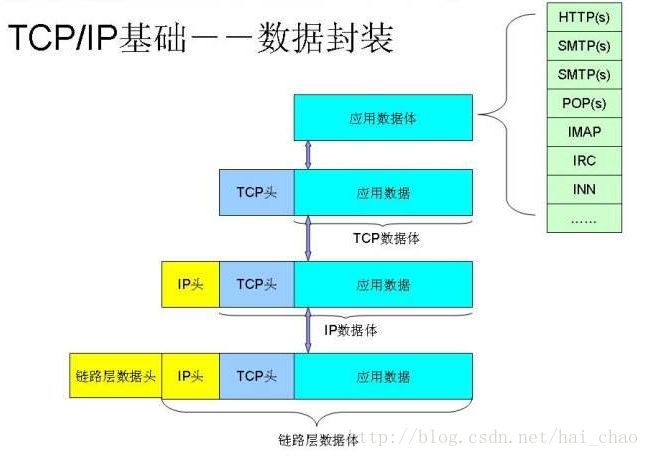 TCP/IP基础－－数据封装
HTTP(s)
SMTP(s)
SMTP(s)
POP(s)
IMAP
IRC
INN
……
应用数据体
TCP头
应用数据
TCP数据体
IP头
TCP头
应用数据
IP数据体
链路层数据头
IP头
TCP头
应用数据
链路层数据体
http://blog.csdn.net/hai_chao